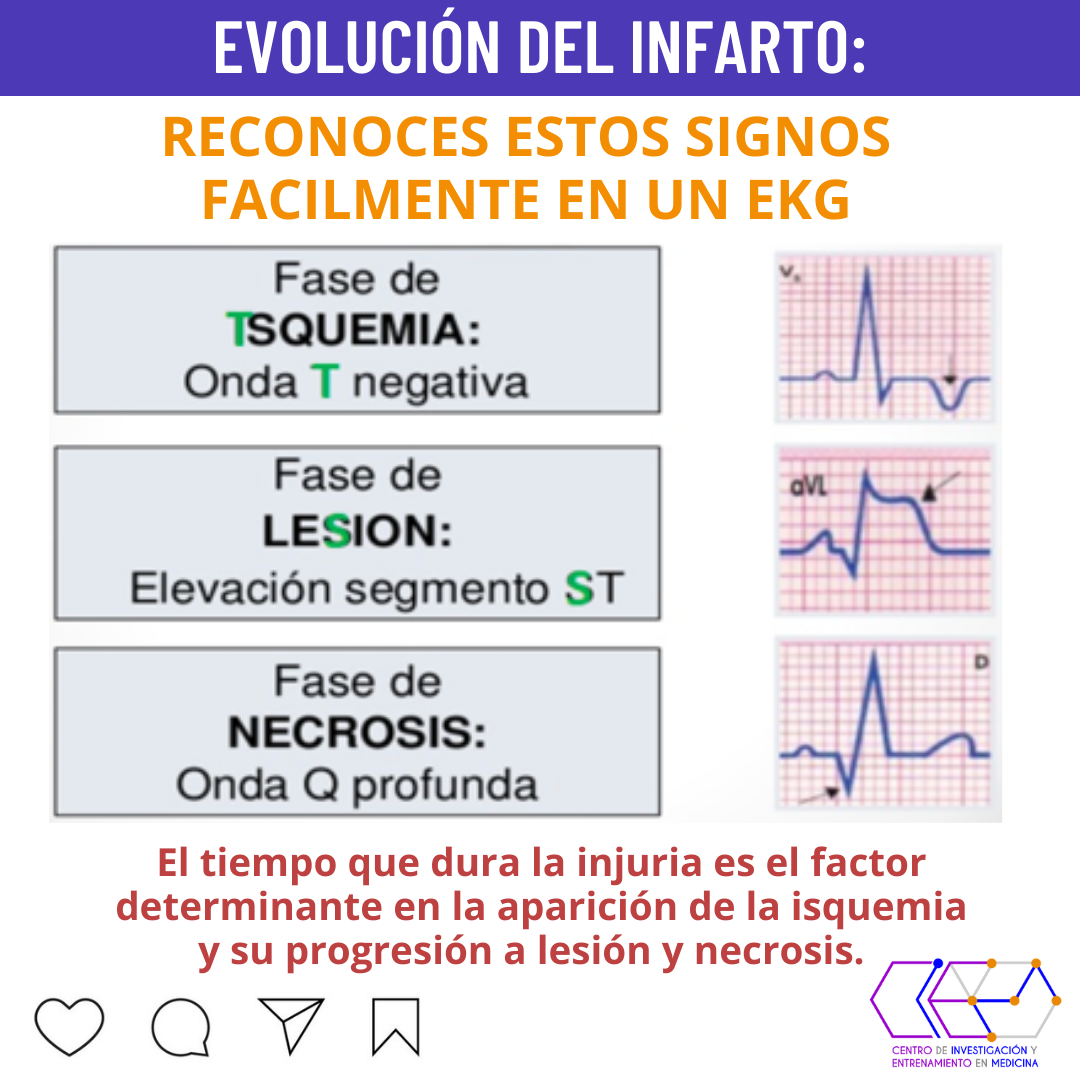 EVOLUCIÓN DEL INFARTO:
RECONOCES ESTOS SIGNOS
FACILMENTE EN UN EKG
Fase de
TSQUEMIA:
Onda T negativa
Fase de
LESION:
Elevación segmento ST
aVL
Fase de
NECROSIS:
Onda Q profunda
D
El tiempo que dura la injuria es el factor
determinante en la aparición de la isquemia
y su progresión a lesión y necrosis.
CENTRO DE INVESTIGACIÓN Y
ENTRENAMIENTO EN MEDICINA